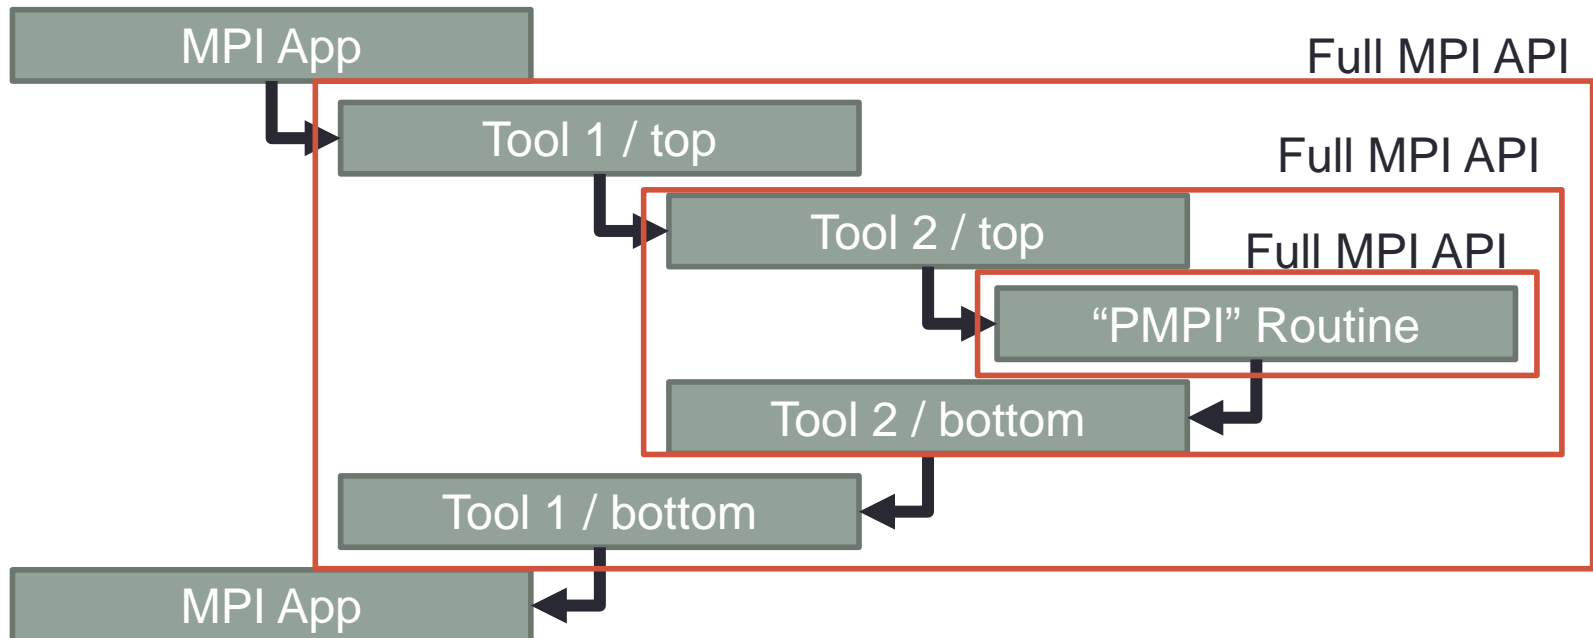 MPI App
Full MPI API
Tool 1 / top
Full MPI API
Tool 2 / top
Full MPI API
“PMPI” Routine
Tool 2 / bottom
Tool 1 / bottom
MPI App